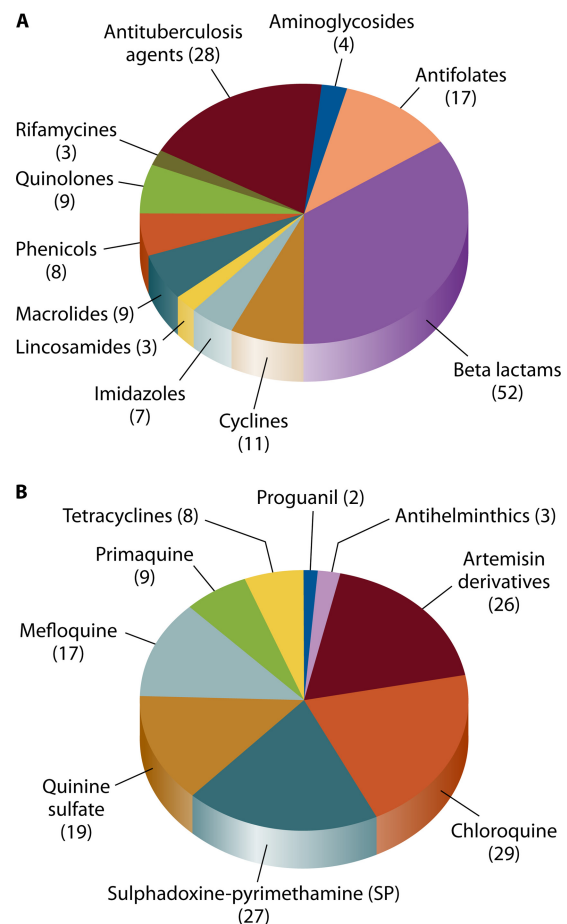 A
Aminoglycosides
(4)
Antituberculosis
agents (28)
Antifolates
(17)
Rifamycines
(3)
Quinolones
(9)
Phenicols
(8)
Macrolides (9)
Lincosamides (3)
Imidazoles
(7)
Cyclines
(11)
Beta lactams
(52)
B
Proguanil (2)
Tetracyclines (8)
Antihelminthics (3)
Primaquine
(9)
Artemisin
derivatives
(26)
Mefloquine
(17)
Quinine
sulfate
(19)
Chloroquine
(29)
Sulphadoxine-pyrimethamine (SP)
(27)